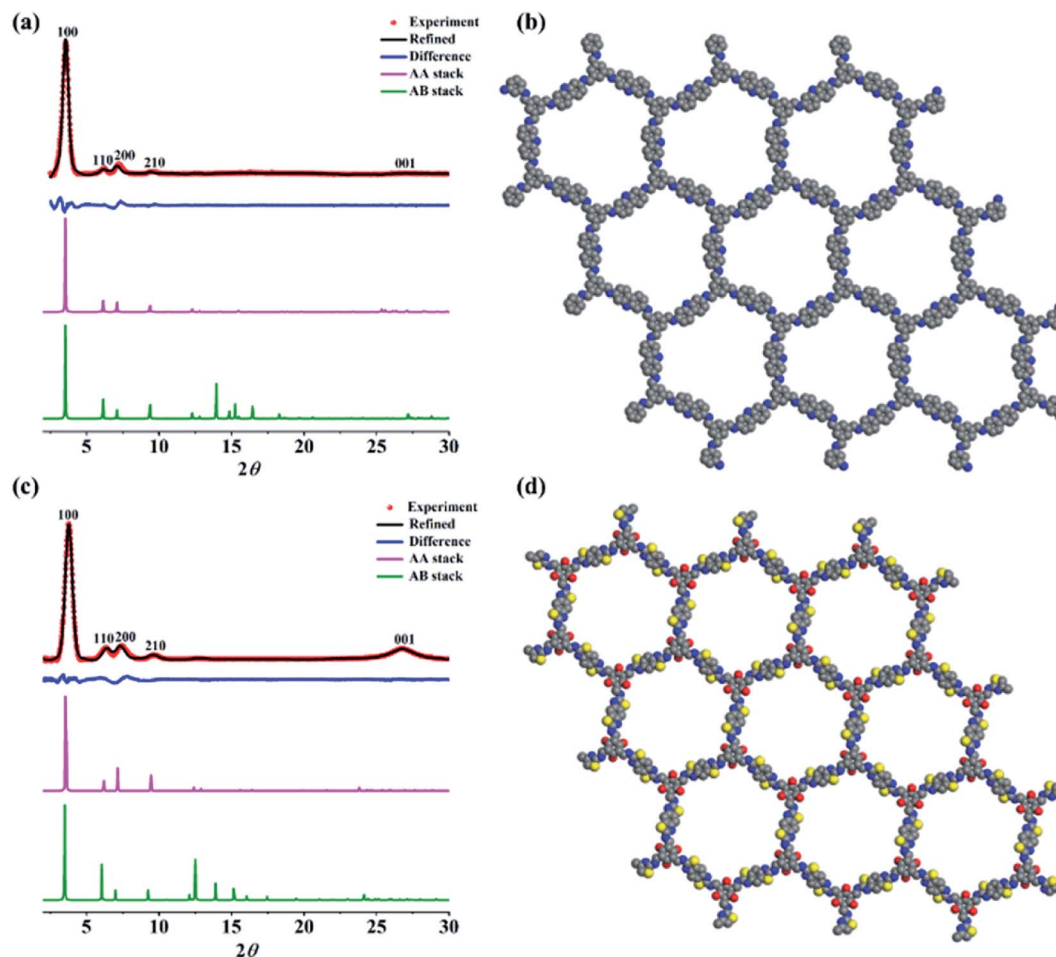 (a)
100
110
200
210
001
Experiment
Refined
Difference
AA stack
AB stack
5 10 15 20 25 30
2θ
(b)
(c)
100
110
200
210
001
Experiment
Refined
Difference
AA stack
AB stack
5 10 15 20 25 30
2θ
(d)